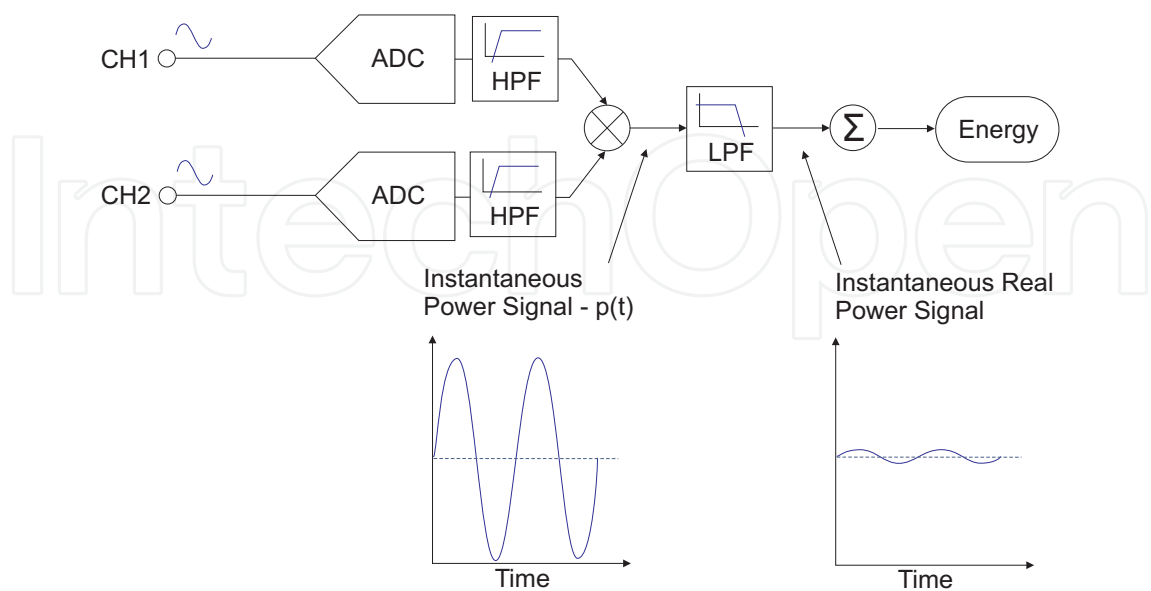 CH1
ADC
HPF
CH2
ADC
HPF
LPF
Σ
Energy
IntechOpen
Instantaneous
Power Signal - p(t)
Instantaneous Real
Power Signal
Time
Time